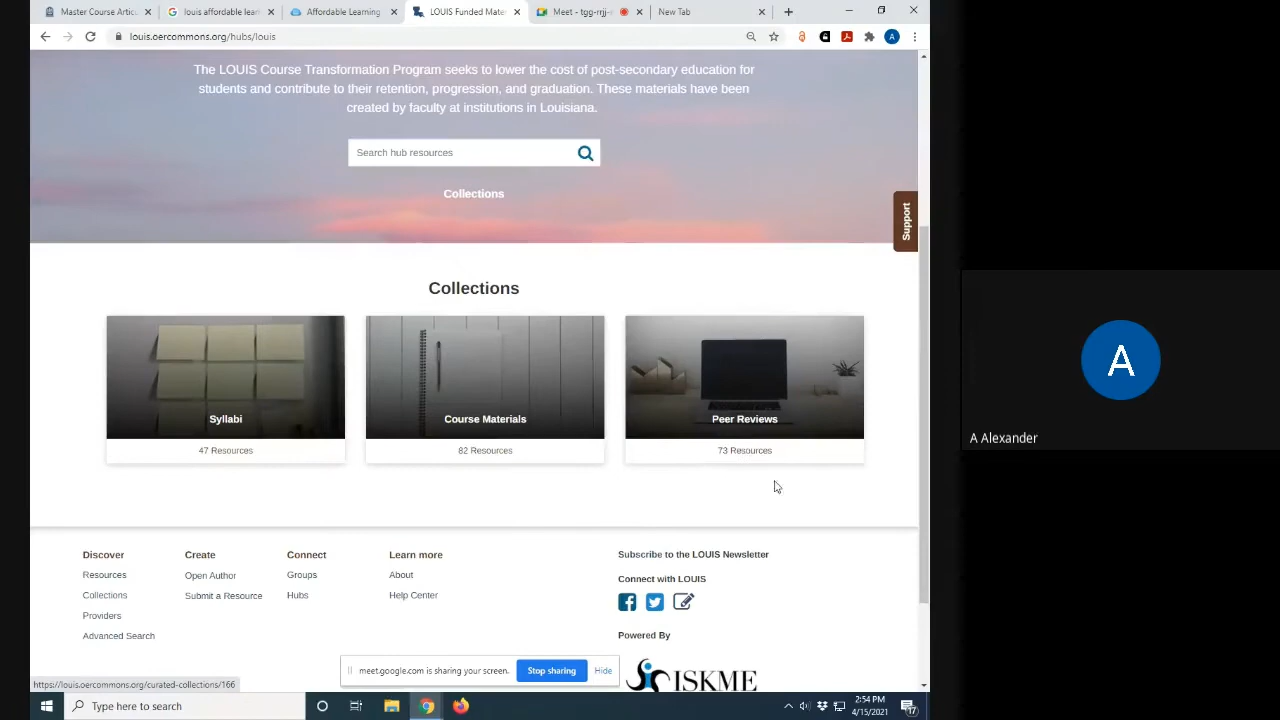 Master Course Artic
louis affordable lear
Affordable Learning
LOUIS Funded Mate
Meet - tgg-rrjj-r
New Tab
louis.oercommons.org/hubs/louis
A
The LOUIS Course Transformation Program seeks to lower the cost of post-secondary education for
students and contribute to their retention, progression, and graduation. These materials have been
created by faculty at institutions in Louisiana.
Search hub resources
Collections
Support
Collections
Syllabi
Course Materials
Peer Reviews
47 Resources
82 Resources
73 Resources
A
A Alexander
Discover
Resources
Collections
Providers
Advanced Search
Create
Open Author
Submit a Resource
Connect
Groups
Hubs
Learn more
About
Help Center
Subscribe to the LOUIS Newsletter
Connect with LOUIS
Powered By
ISKME
meet.google.com is sharing your screen.
Stop sharing
Hide
https://louis.oercommons.org/curated-collections/166
Type here to search
2:54 PM
4/15/2021
17